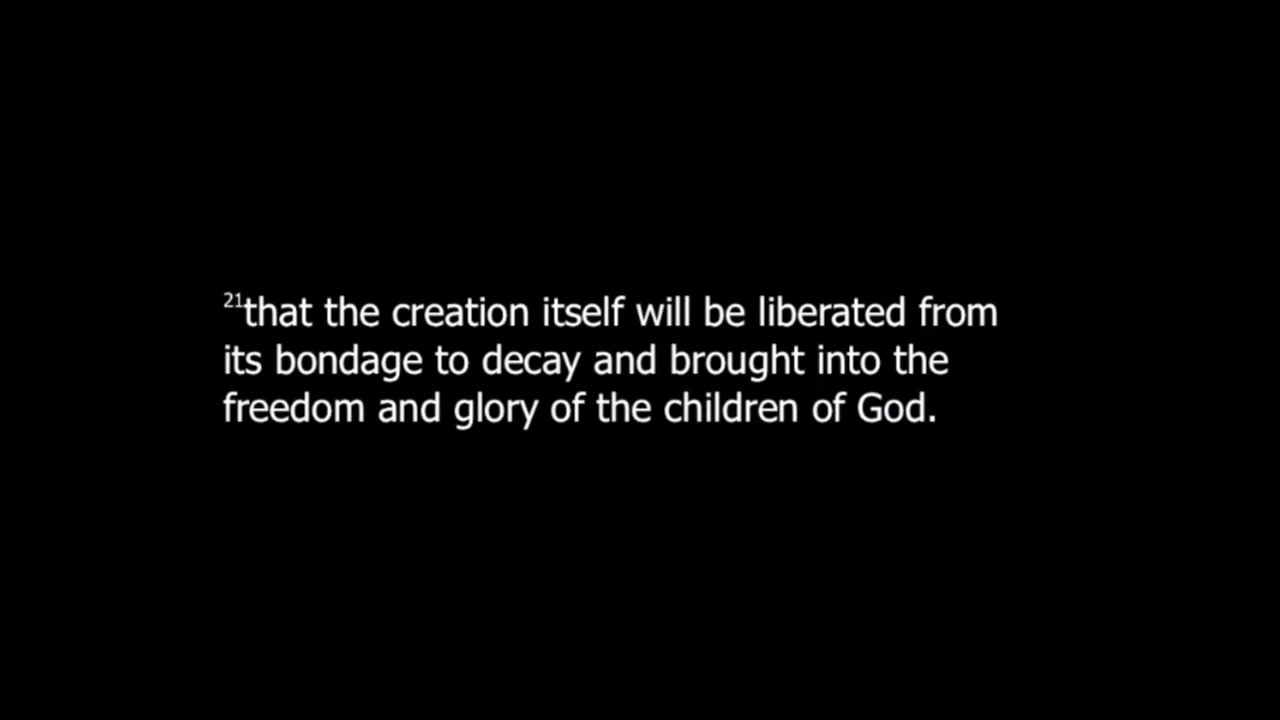 21that the creation itself will be liberated from
its bondage to decay and brought into the
freedom and glory of the children of God.